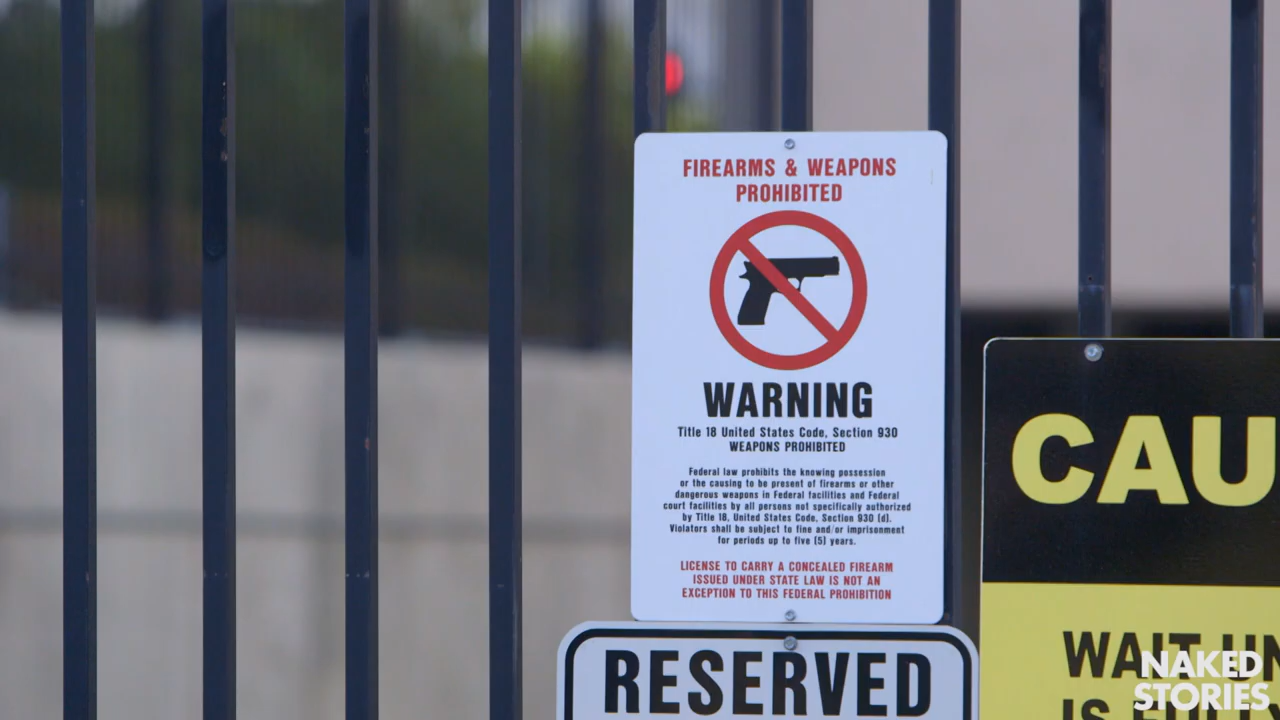 FIREARMS & WEAPONS
PROHIBITED
WARNING
Title 18 United States Code, Section 930
WEAPONS PROHIBITED
Federal law prohibits the knowing possession
or the causing to be present of firearms or other
dangerous weapons in Federal facilities and Federal
court facilities by all persons not specifically authorized
by Title 18, United States Code, Section 930 (d).
Violators shall be subject to fine and/or imprisonment
for periods up to five (5) years.
LICENSE TO CARRY A CONCEALED FIREARM
ISSUED UNDER STATE LAW IS NOT AN
EXCEPTION TO THIS FEDERAL PROHIBITION
RESERVED
CAU
WAIT UN
IS
NAKED
STORIES